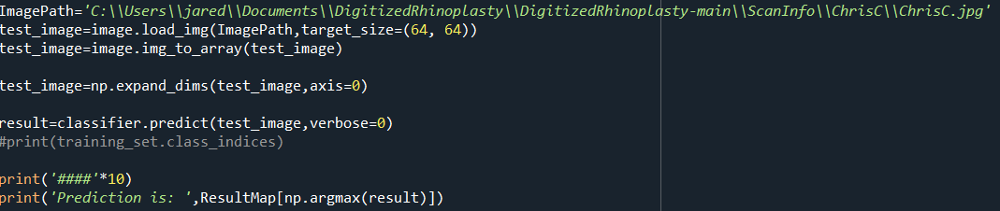 ImagePath='C:\\Users\\jared\\Documents\\DigitizedRhinoplasty\\DigitizedRhinoplasty-main\\ScanInfo\\ChrisC\\ChrisC.jpg'
test_image=image.load_img(ImagePath,target_size=(64, 64))
test_image=image.img_to_array(test_image)
test_image=np.expand_dims(test_image,axis=0)
result=classifier.predict(test_image,verbose=0)
#print(training_set.class_indices)
print('####'*10)
print('Prediction is: ',ResultMap[np.argmax(result)])